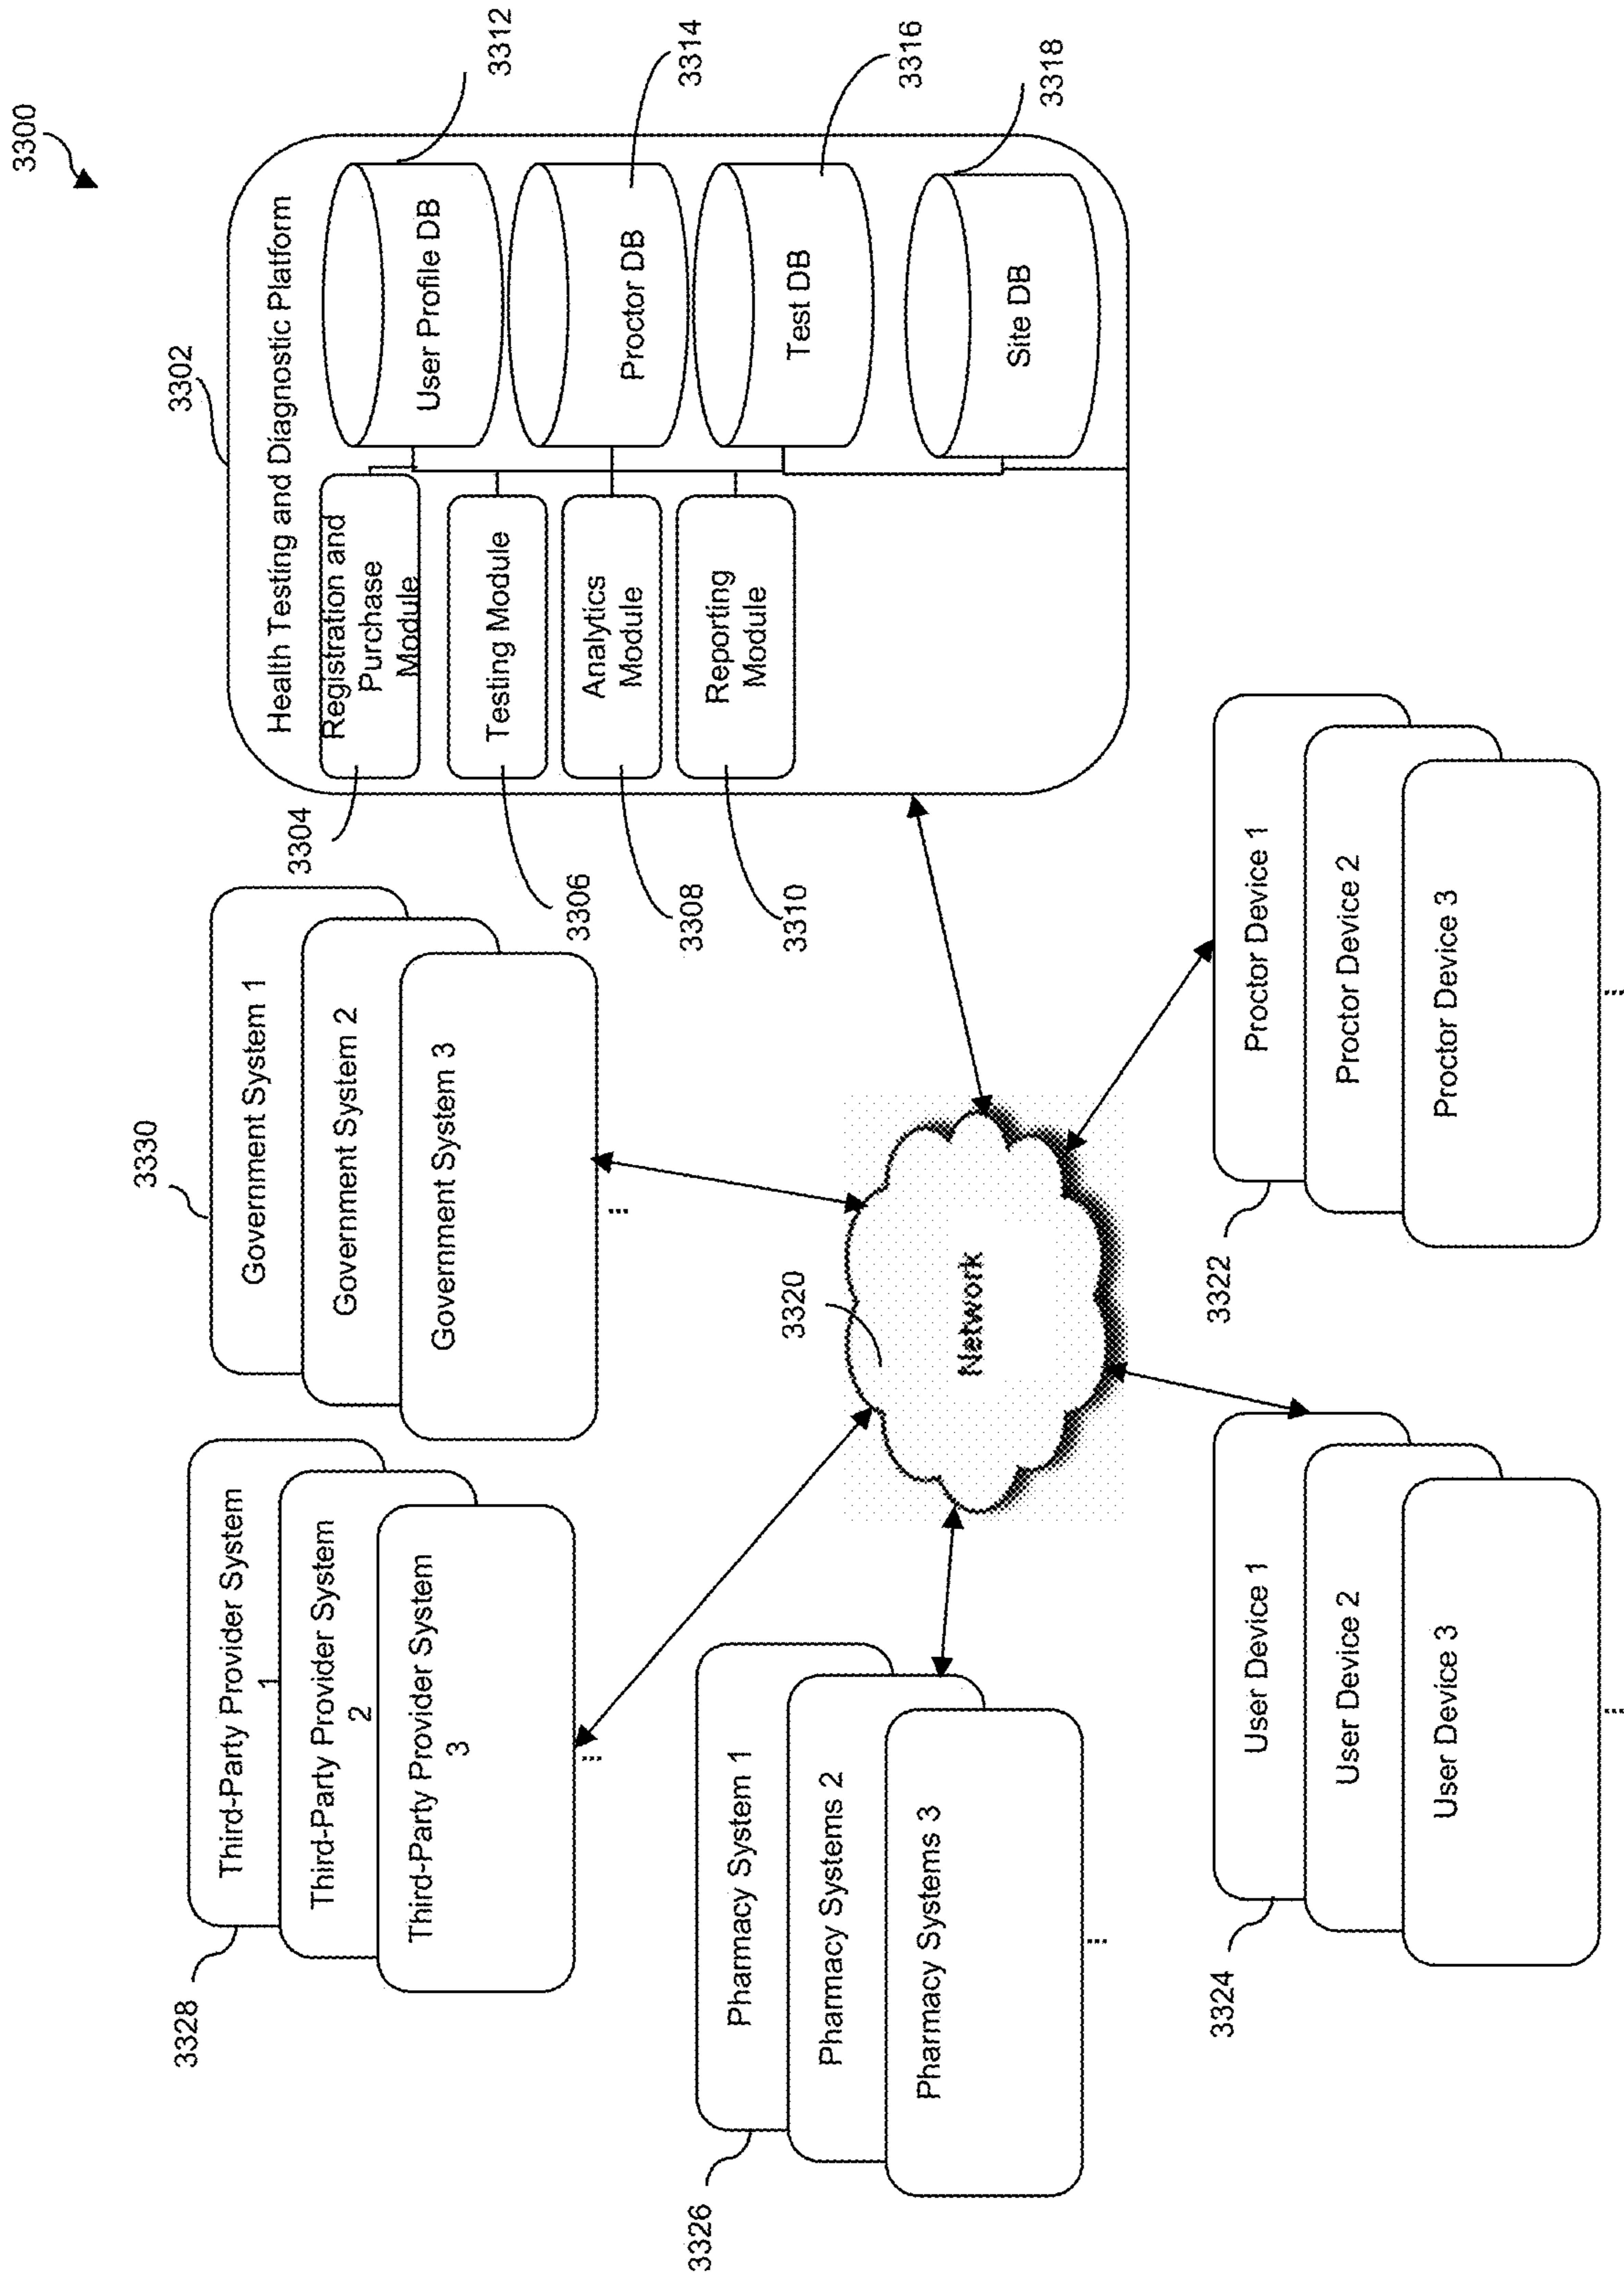 3300
3328
Third-Party Provider System
1
Third-Party Provider System
2
Third-Party Provider System
3
...
3330
Government System 1
Government System 2
Government System 3
...
3302
Health Testing and Diagnostic Platform
3304
Registration and
Purchase
Module
3306
Testing Module
3308
Analytics
Module
3310
Reporting
Module
User Profile DB
3312
Proctor DB
3314
Test DB
3316
Site DB
3318
3326
Pharmacy System 1
Pharmacy Systems 2
Pharmacy Systems 3
...
3320
Network
3324
User Device 1
User Device 2
User Device 3
...
3322
Proctor Device 1
Proctor Device 2
Proctor Device 3
...